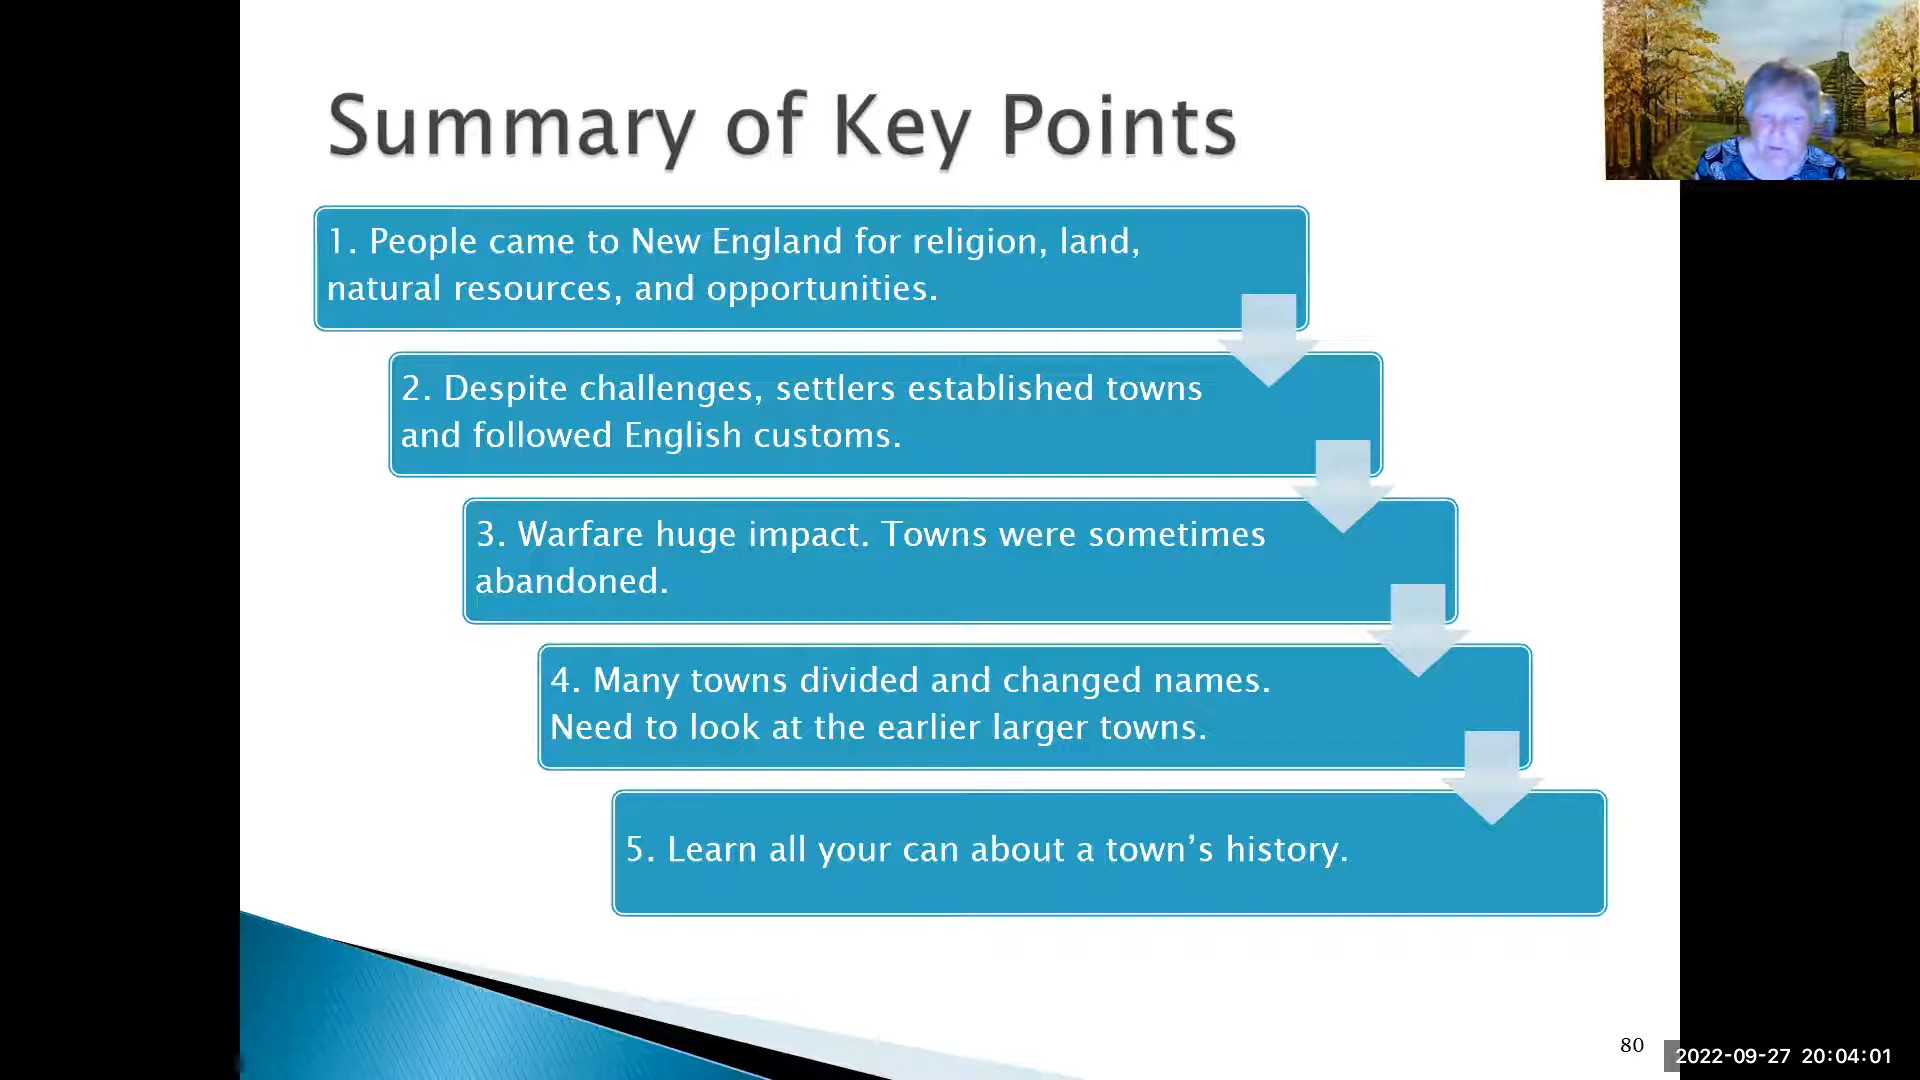 Summary of Key Points
1. People came to New England for religion, land,
natural resources, and opportunities.
2. Despite challenges, settlers established towns
and followed English customs.
3. Warfare huge impact. Towns were sometimes
abandoned.
4. Many towns divided and changed names.
Need to look at the earlier larger towns.
5. Learn all your can about a town’s history.
80
2022-09-27 20:04:01